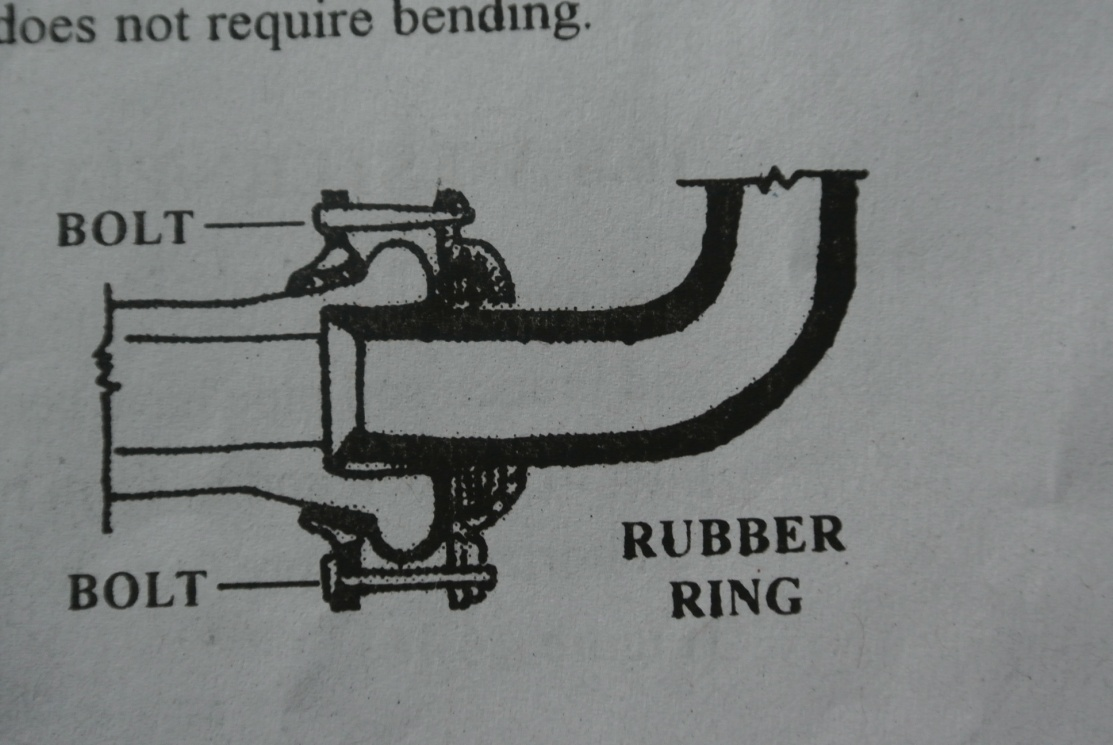 does not require bending.
BOLT
BOLT
RUBBER
RING